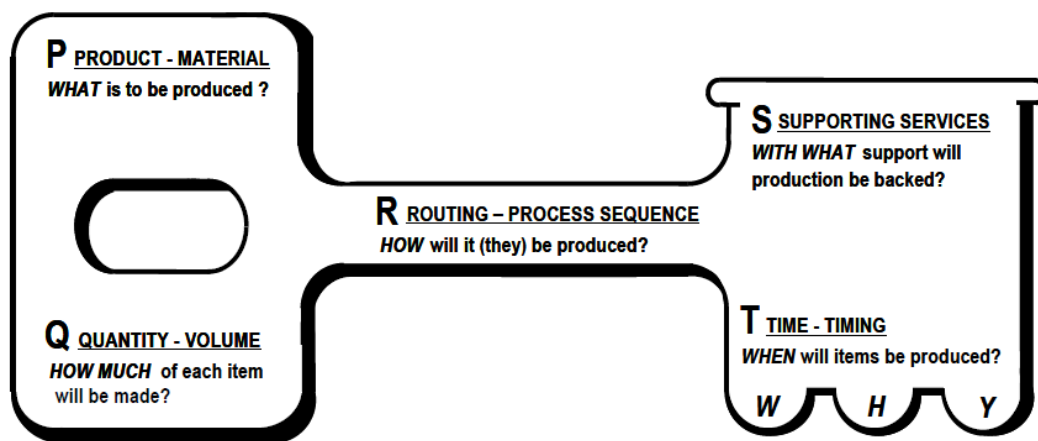 P PRODUCT - MATERIAL
WHAT is to be produced ?
Q QUANTITY - VOLUME
HOW MUCH of each item
will be made?
R ROUTING – PROCESS SEQUENCE
HOW will it (they) be produced?
S SUPPORTING SERVICES
WITH WHAT support will
production be backed?
T TIME - TIMING
WHEN will items be produced?
W H Y